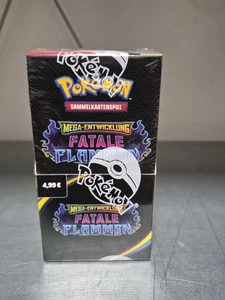 Pokémon
SAMMELKARTENSPIEL
MEGA-ENTWICKLUNG
FATALE
FLAMMEN
4,99 €
Pokémon
MEGA-ENTWICKLUNG
FATALE
FLAMMEN